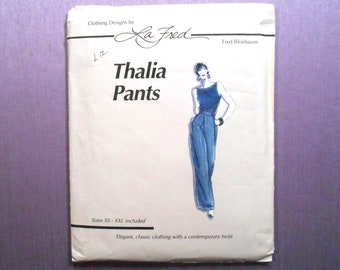 Clothing Designs by
La Fred
Fred Bloebaum
Thalia
Pants
Sizes XS - XXL included
Elegant, classic clothing with a contemporary twist